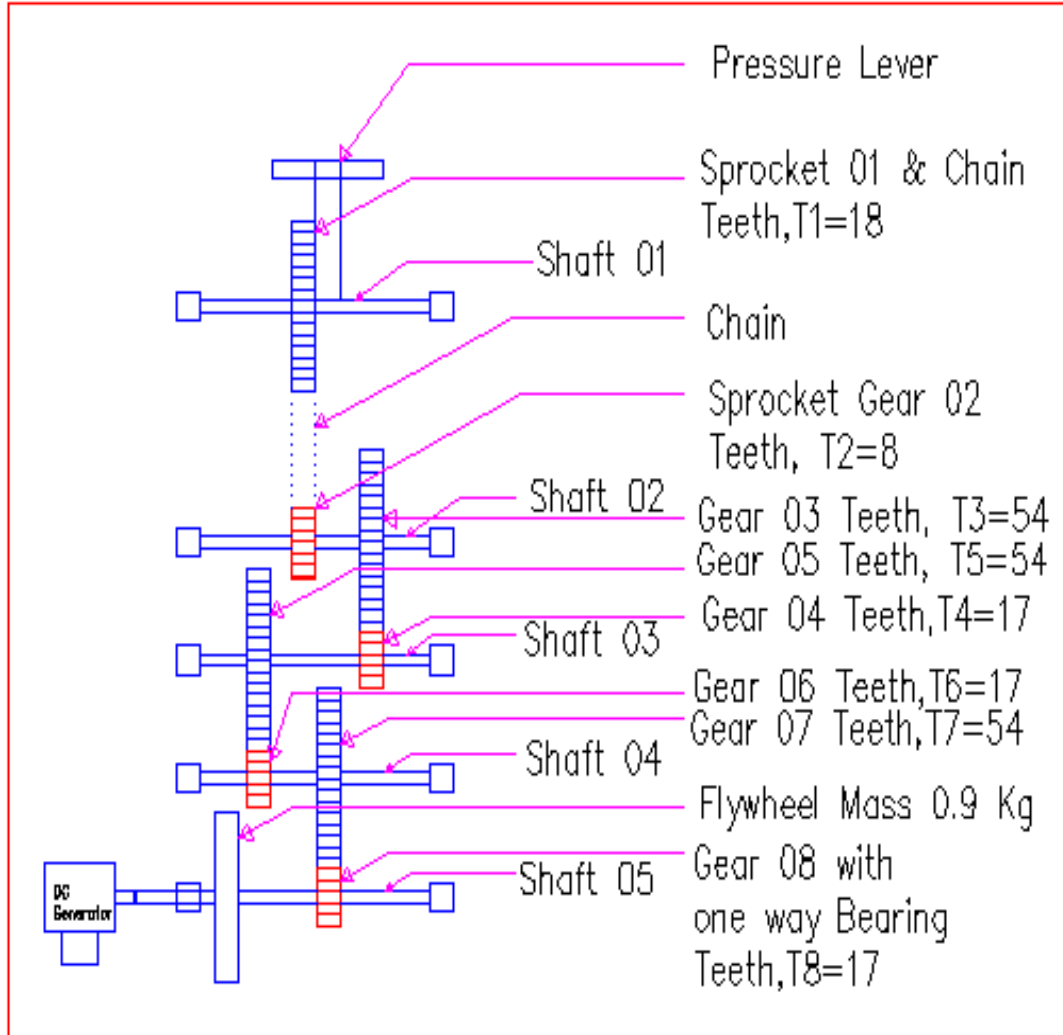 Pressure Lever
Sprocket 01 & Chain
Teeth,T1=18
Shaft 01
Chain
Sprocket Gear 02
Teeth, T2=8
Shaft 02
Gear 03 Teeth, T3=54
Gear 05 Teeth, T5=54
Gear 04 Teeth,T4=17
Shaft 03
Gear 06 Teeth,T6=17
Gear 07 Teeth,T7=54
Shaft 04
Flywheel Mass 0.9 Kg
Gear 08 with
one way Bearing
Teeth,T8=17
Shaft 05
DC
Generator